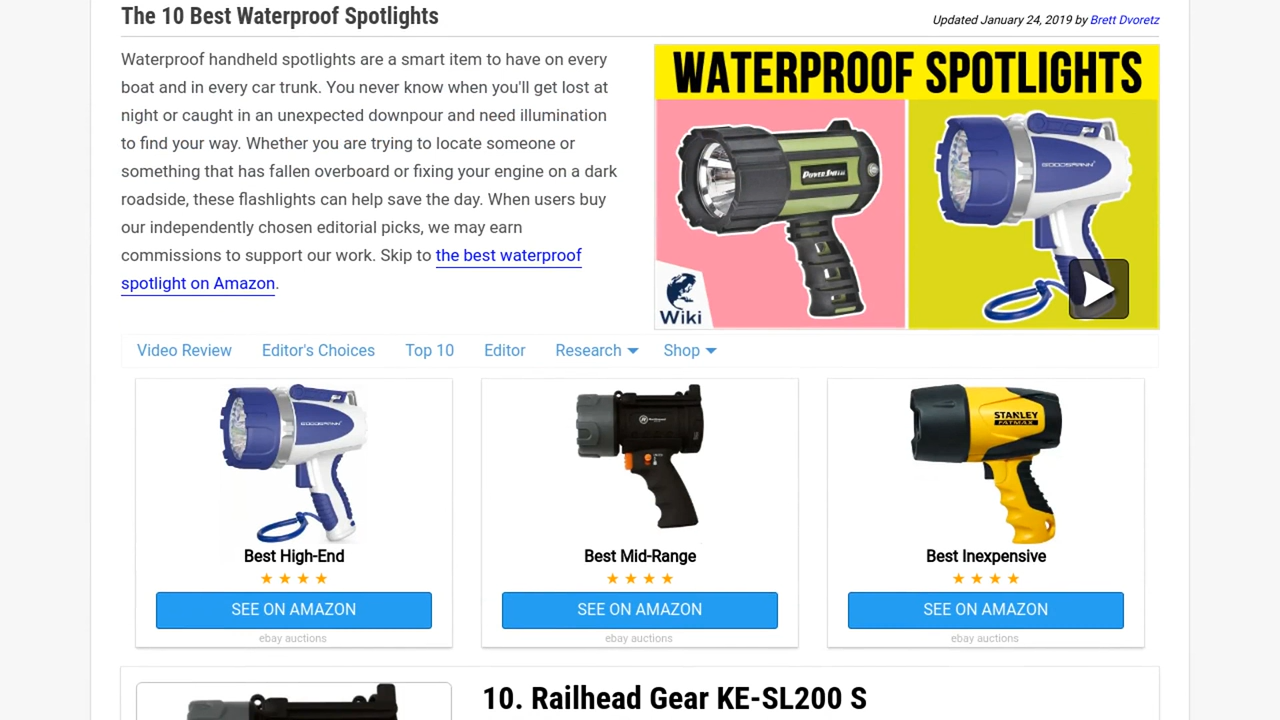 The 10 Best Waterproof Spotlights
Updated January 24, 2019 by Brett Dvoretz
Waterproof handheld spotlights are a smart item to have on every
boat and in every car trunk. You never know when you'll get lost at
night or caught in an unexpected downpour and need illumination
to find your way. Whether you are trying to locate someone or
something that has fallen overboard or fixing your engine on a dark
roadside, these flashlights can help save the day. When users buy
our independently chosen editorial picks, we may earn
commissions to support our work. Skip to the best waterproof
spotlight on Amazon.
WATERPROOF SPOTLIGHTS
POWERSMITH
GOODSMANN
Wiki
Video Review Editor's Choices Top 10 Editor Research Shop
GOODSMANN
STANLEY
FATMAX
Best High-End Best Mid-Range Best Inexpensive
SEE ON AMAZON SEE ON AMAZON SEE ON AMAZON
ebay auctions ebay auctions ebay auctions
10. Railhead Gear KE-SL200 S